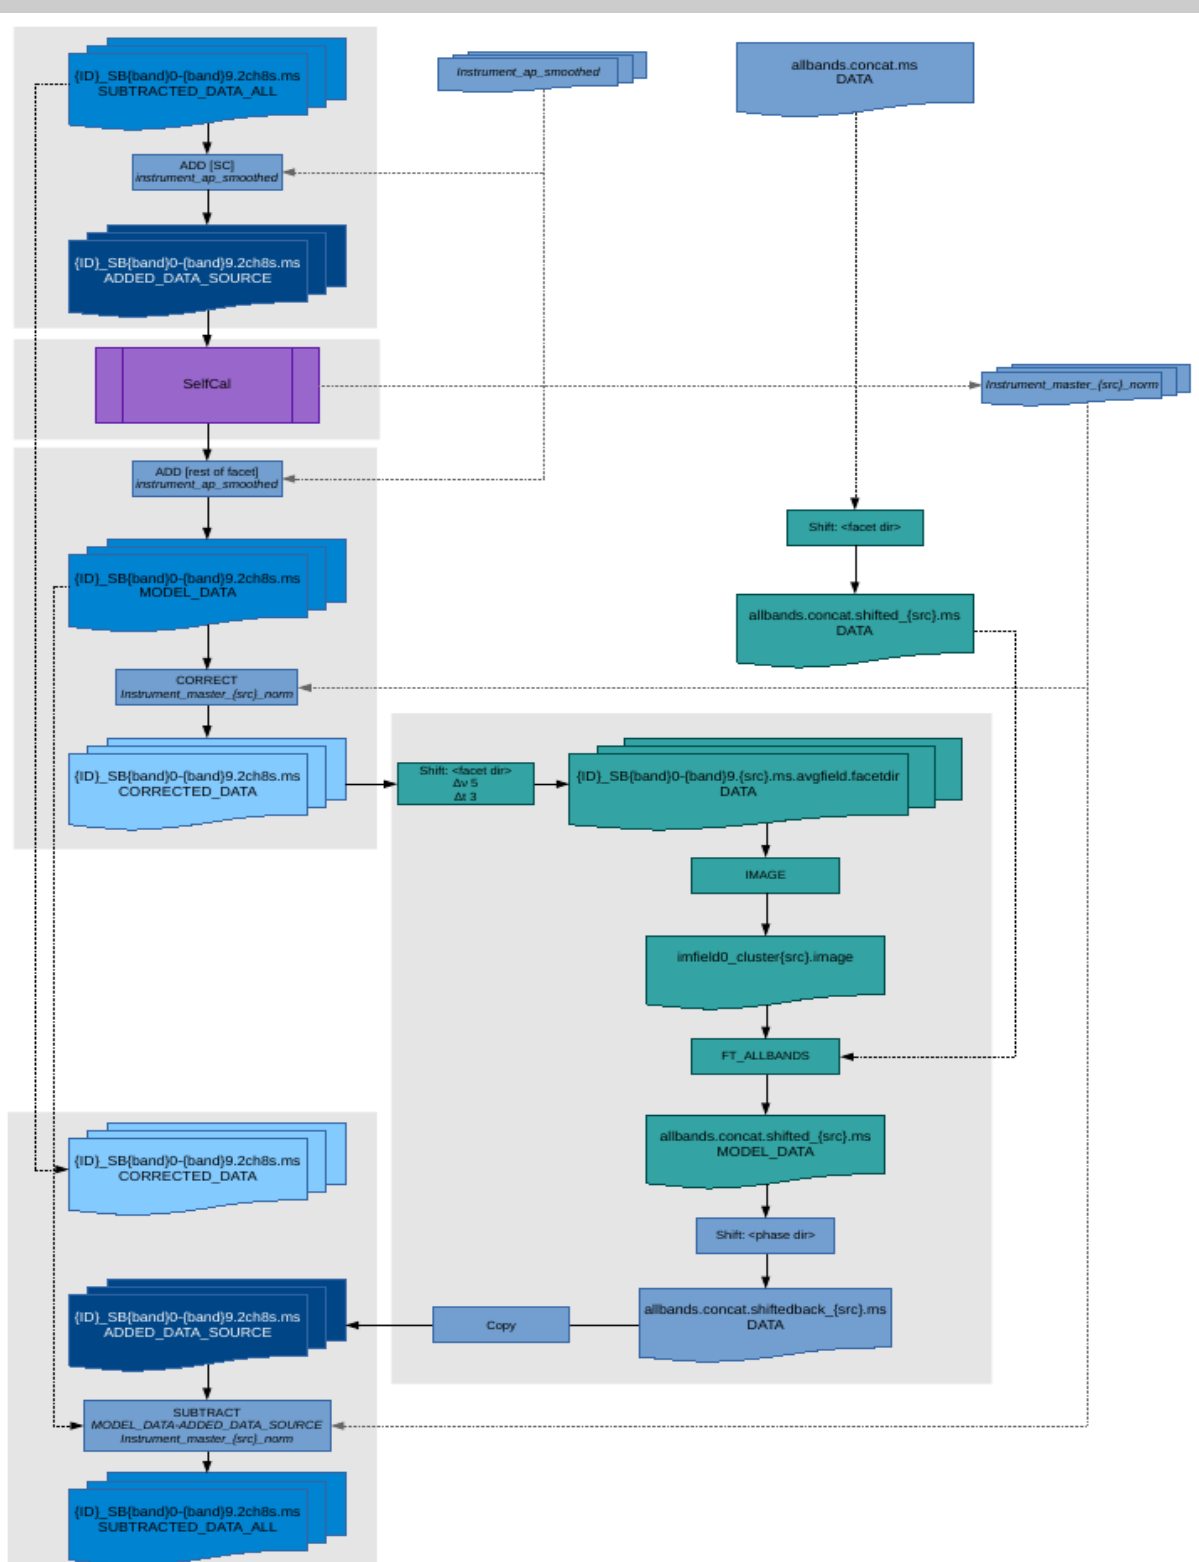 {ID}_SB{band}0-{band}9.2ch8s.ms
SUBTRACTED_DATA_ALL
Instrument_ap_smoothed
allbands.concat.ms
DATA
ADD [SC]
instrument_ap_smoothed
{ID}_SB{band}0-{band}9.2ch8s.ms
ADDED_DATA_SOURCE
SelfCal
Instrument_master_{src}_norm
ADD [rest of facet]
instrument_ap_smoothed
Shift: <facet dir>
{ID}_SB{band}0-{band}9.2ch8s.ms
MODEL_DATA
allbands.concat.shifted_{src}.ms
DATA
CORRECT
Instrument_master_{src}_norm
{ID}_SB{band}0-{band}9.2ch8s.ms
CORRECTED_DATA
Shift: <facet dir>
Δν 5
Δt 3
{ID}_SB{band}0-{band}9.{src}.ms.avgfield.facetdir
DATA
IMAGE
imfield0_cluster{src}.image
FT_ALLBANDS
allbands.concat.shifted_{src}.ms
MODEL_DATA
{ID}_SB{band}0-{band}9.2ch8s.ms
CORRECTED_DATA
Shift: <phase dir>
{ID}_SB{band}0-{band}9.2ch8s.ms
ADDED_DATA_SOURCE
Copy
allbands.concat.shiftedback_{src}.ms
DATA
SUBTRACT
MODEL_DATA-ADDED_DATA_SOURCE
Instrument_master_{src}_norm
{ID}_SB{band}0-{band}9.2ch8s.ms
SUBTRACTED_DATA_ALL